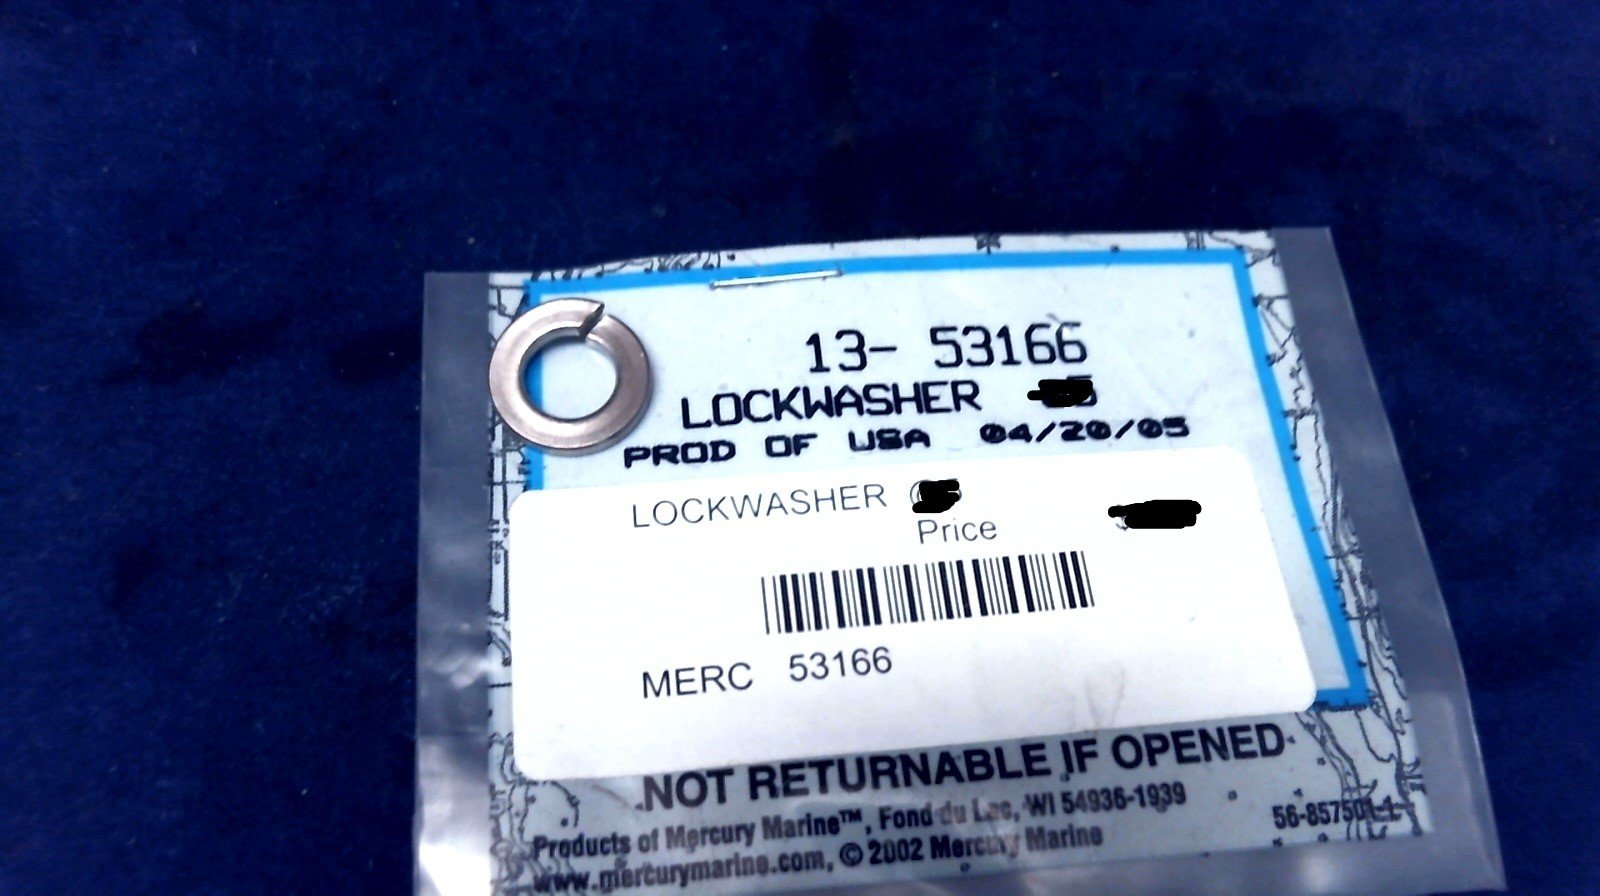 13- 53166
LOCKWASHER
PROD OF USA 04/20/05
LOCKWASHER
Price
MERC 53166
NOT RETURNABLE IF OPENED
Products of Mercury Marine™, Fond du Lac, WI 54936-1939
www.mercurymarine.com, © 2002 Mercury Marine